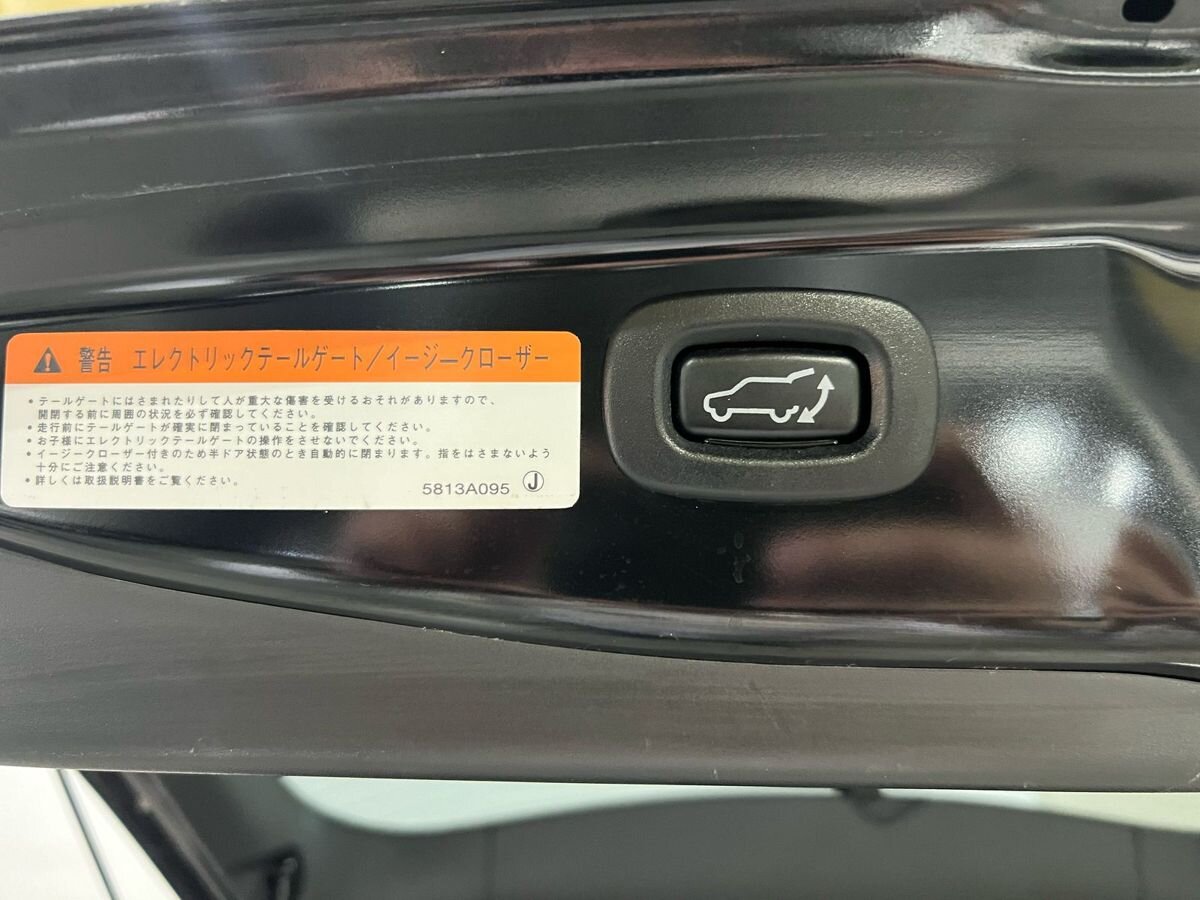 警告 エレクトリックテールゲート/イージークローザー
• テールゲートにはさまれたりして人が重大な傷害を受けるおそれがありますので、
開閉する前に周囲の状況を必ず確認してください。
• 走行前にテールゲートが確実に閉まっていることを確認してください。
• お子様にエレクトリックテールゲートの操作をさせないでください。
• イージークローザー付きのため半ドア状態のとき自動的に閉まります。指をはさまないよう
十分にご注意ください。
• 詳しくは取扱説明書をご覧ください。
5813A095 Ⓙ